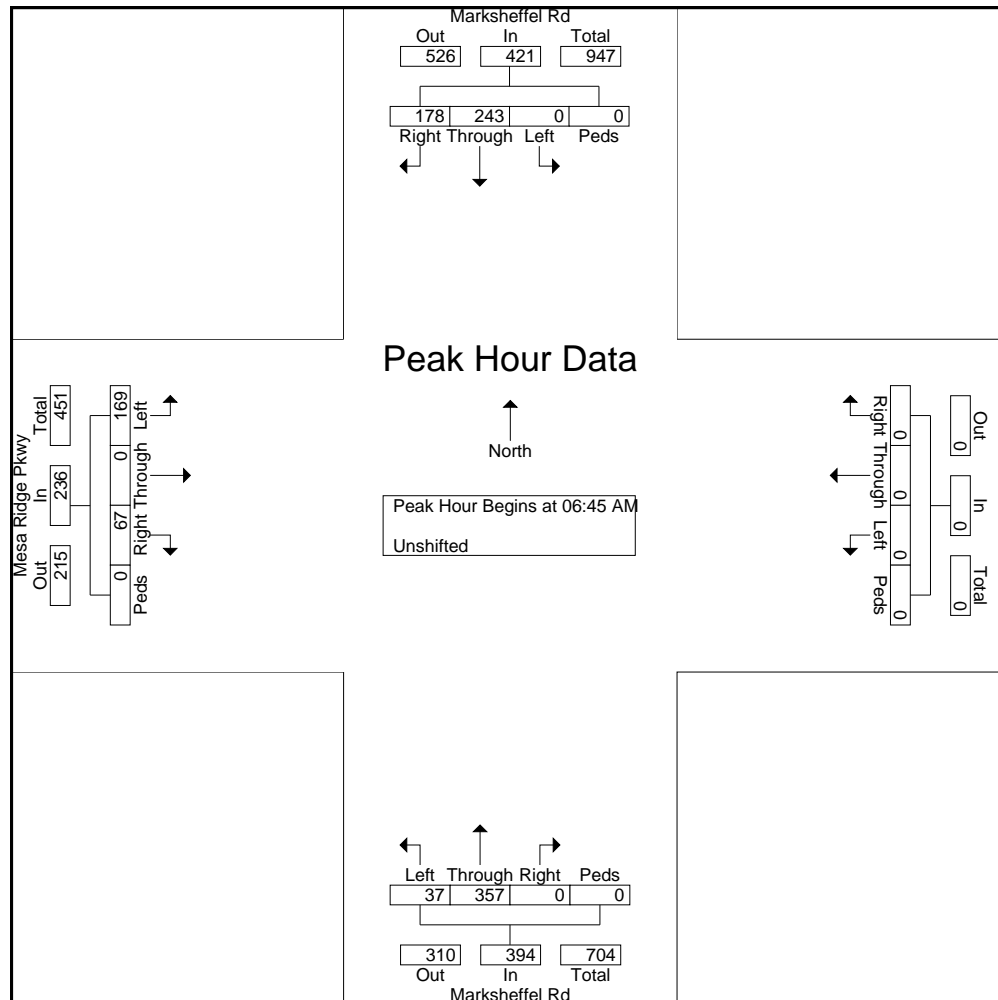 Marksheffel Rd
Out In Total
526 421 947
178 243 0 0
Right Through Left Peds
Peak Hour Data
North
Peak Hour Begins at 06:45 AM
Unshifted
Mesa Ridge Pkwy
Total In Out
451 236 215
169 0 67 0
Left Through Right Peds
Out In Total
0 0 0
Right Through Left Peds
0 0 0 0
Left Through Right Peds
37 357 0 0
310 394 704
Out In Total
Marksheffel Rd